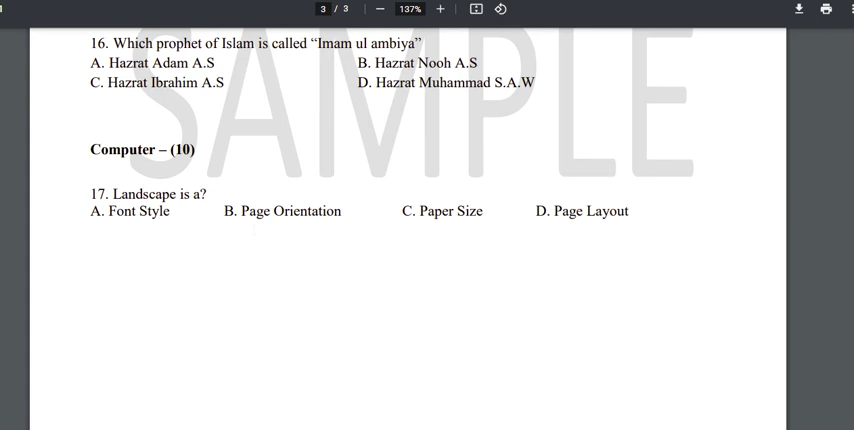 3 / 3 − 137% +
16. Which prophet of Islam is called “Imam ul ambiya”
A. Hazrat Adam A.S B. Hazrat Nooh A.S
C. Hazrat Ibrahim A.S D. Hazrat Muhammad S.A.W
SAMPLE
Computer – (10)
17. Landscape is a?
A. Font Style B. Page Orientation C. Paper Size D. Page Layout